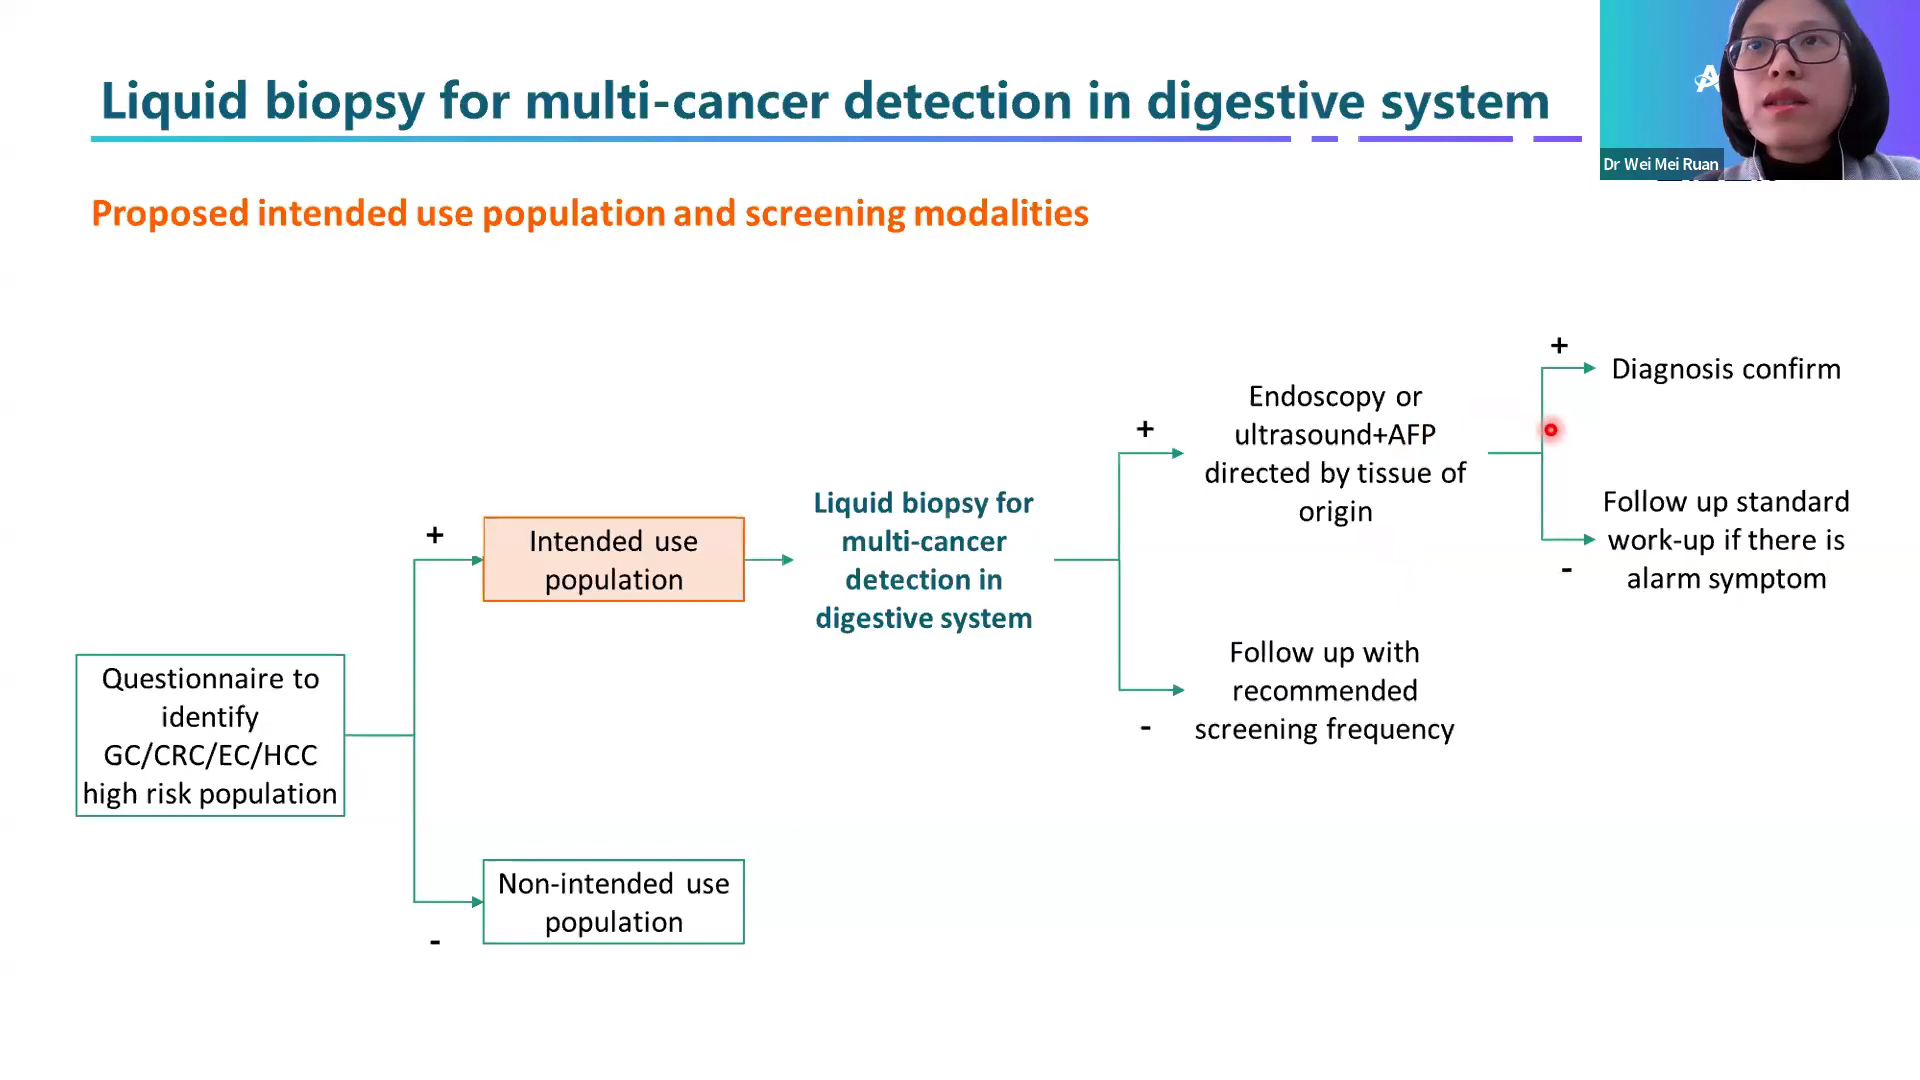 Liquid biopsy for multi-cancer detection in digestive system
Dr Wei Mei Ruan
Proposed intended use population and screening modalities
Questionnaire to
identify
GC/CRC/EC/HCC
high risk population
+
Intended use
population
-
Non-intended use
population
Liquid biopsy for
multi-cancer
detection in
digestive system
+
Endoscopy or
ultrasound+AFP
directed by tissue of
origin
-
Follow up with
recommended
screening frequency
+
Diagnosis confirm
-
Follow up standard
work-up if there is
alarm symptom